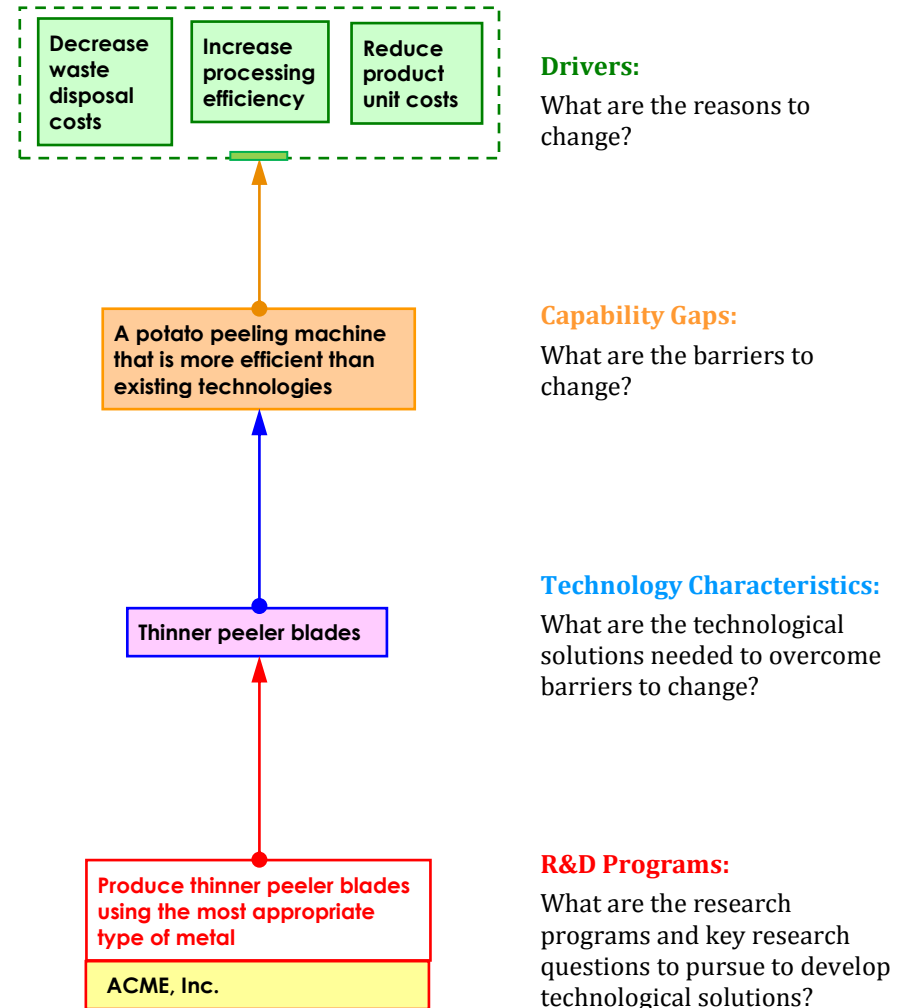 Decrease
waste
disposal
costs
Increase
processing
efficiency
Reduce
product
unit costs
Drivers:
What are the reasons to
change?
A potato peeling machine
that is more efficient than
existing technologies
Capability Gaps:
What are the barriers to
change?
Thinner peeler blades
Technology Characteristics:
What are the technological
solutions needed to overcome
barriers to change?
Produce thinner peeler blades
using the most appropriate
type of metal
ACME, Inc.
R&D Programs:
What are the research
programs and key research
questions to pursue to develop
technological solutions?